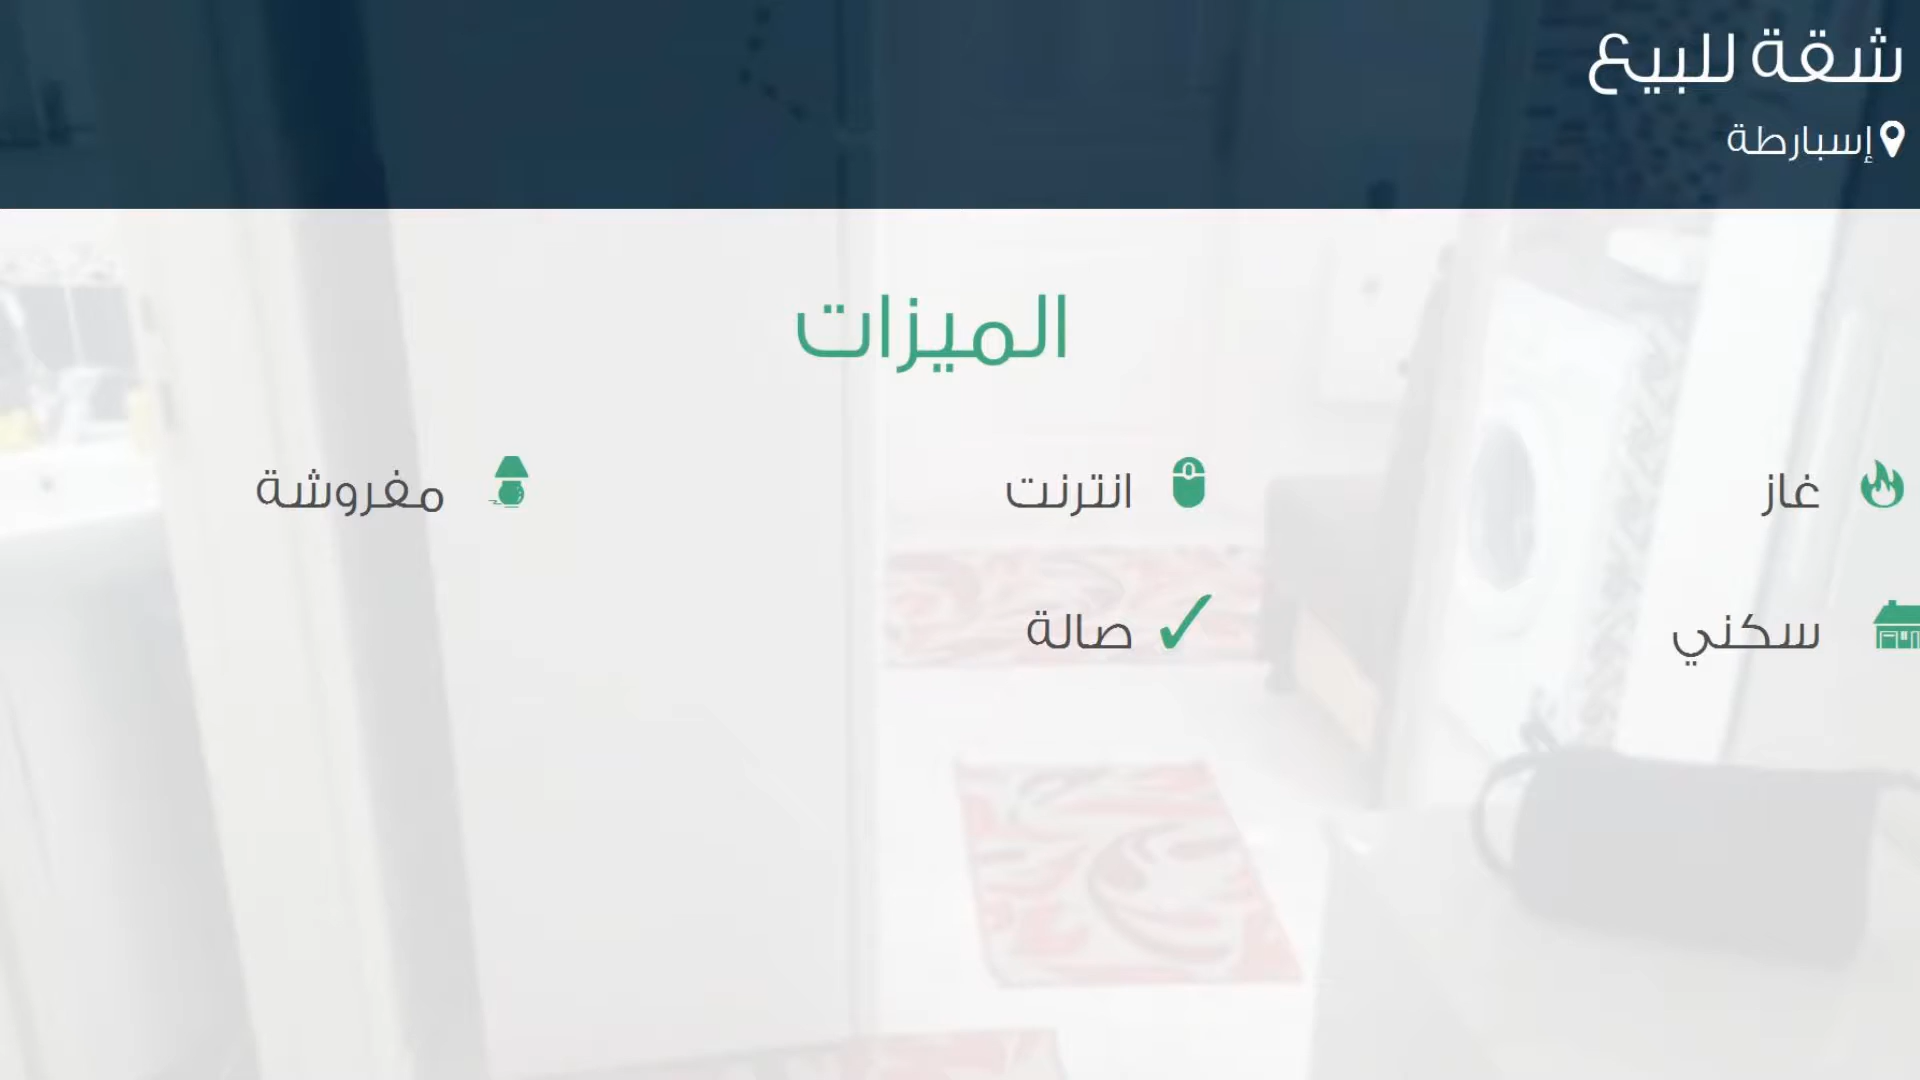 شقة للبيع
إسبارطة
الميزات
غاز
انترنت
مفروشة
سكني
صالة